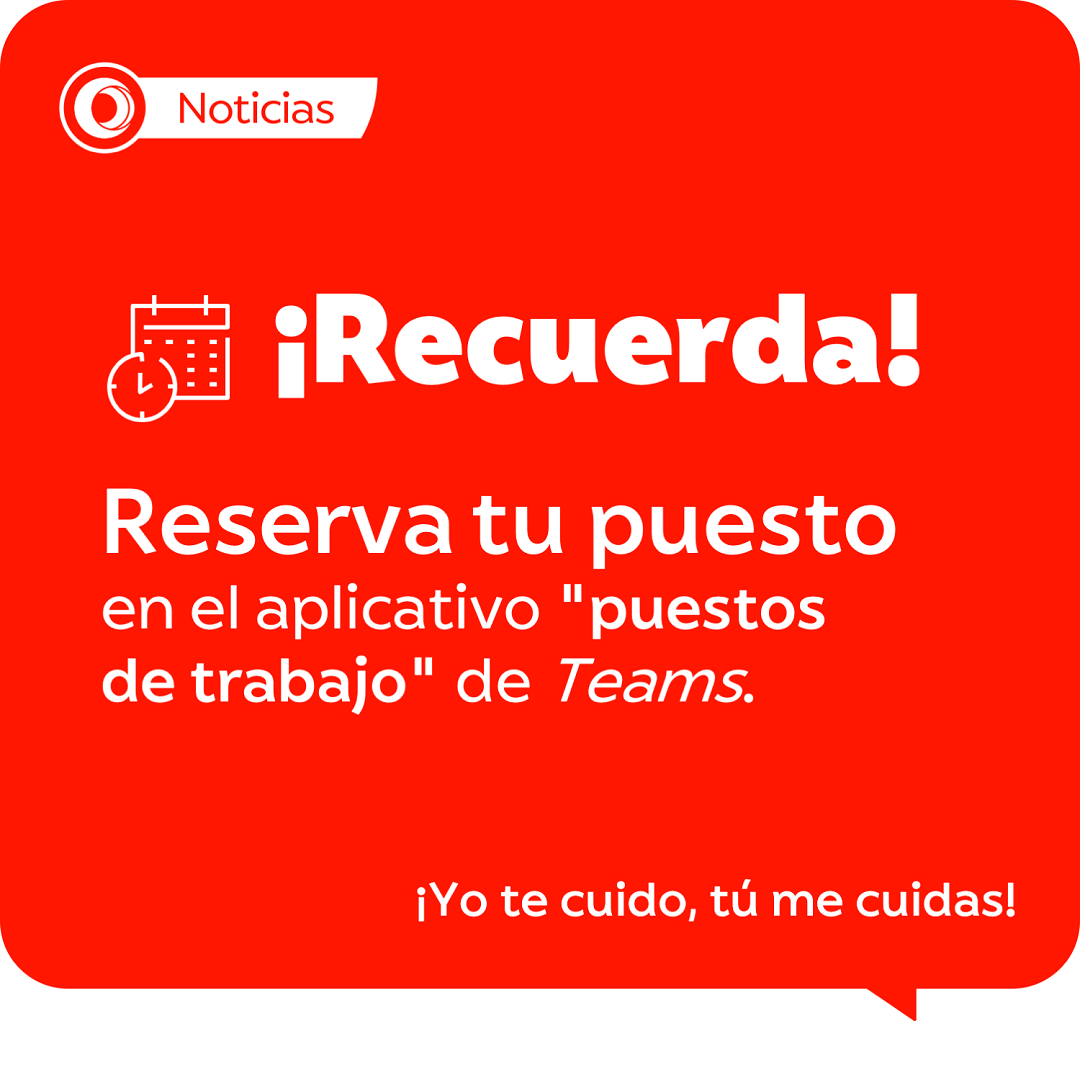 Noticias
¡Recuerda!
Reserva tu puesto
en el aplicativo "puestos
de trabajo" de Teams.
¡Yo te cuido, tú me cuidas!